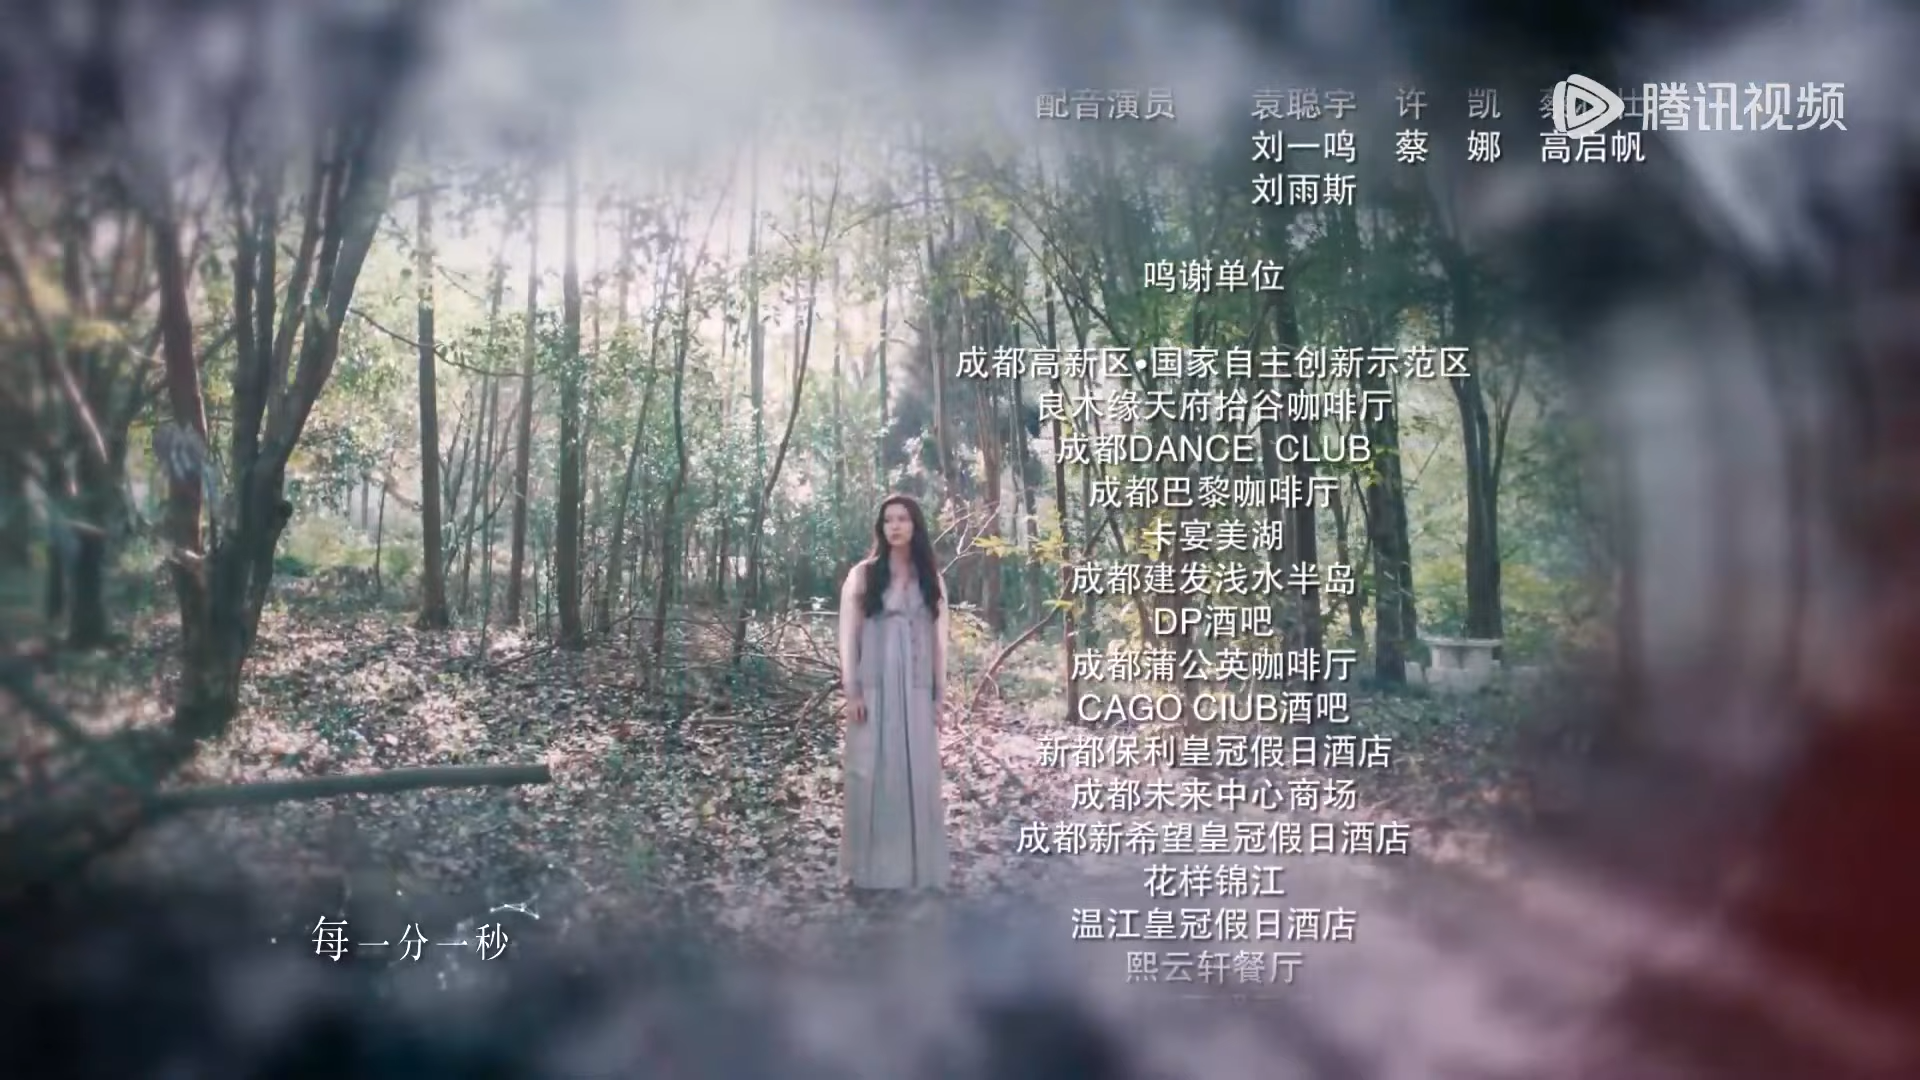 配音演员 袁聪宇 许 凯
腾讯视频
刘一鸣 蔡 娜 高启帆
刘雨斯
鸣谢单位
成都高新区•国家自主创新示范区
良木缘天府拾谷咖啡厅
成都DANCE. CLUB
成都巴黎咖啡厅
卡宴美湖
成都建发浅水半岛
DP酒吧
成都蒲公英咖啡厅
CAGO CIUB酒吧
新都保利皇冠假日酒店
成都未来中心商场
成都新希望皇冠假日酒店
花样锦江
温江皇冠假日酒店
熙云轩餐厅
每一分一秒